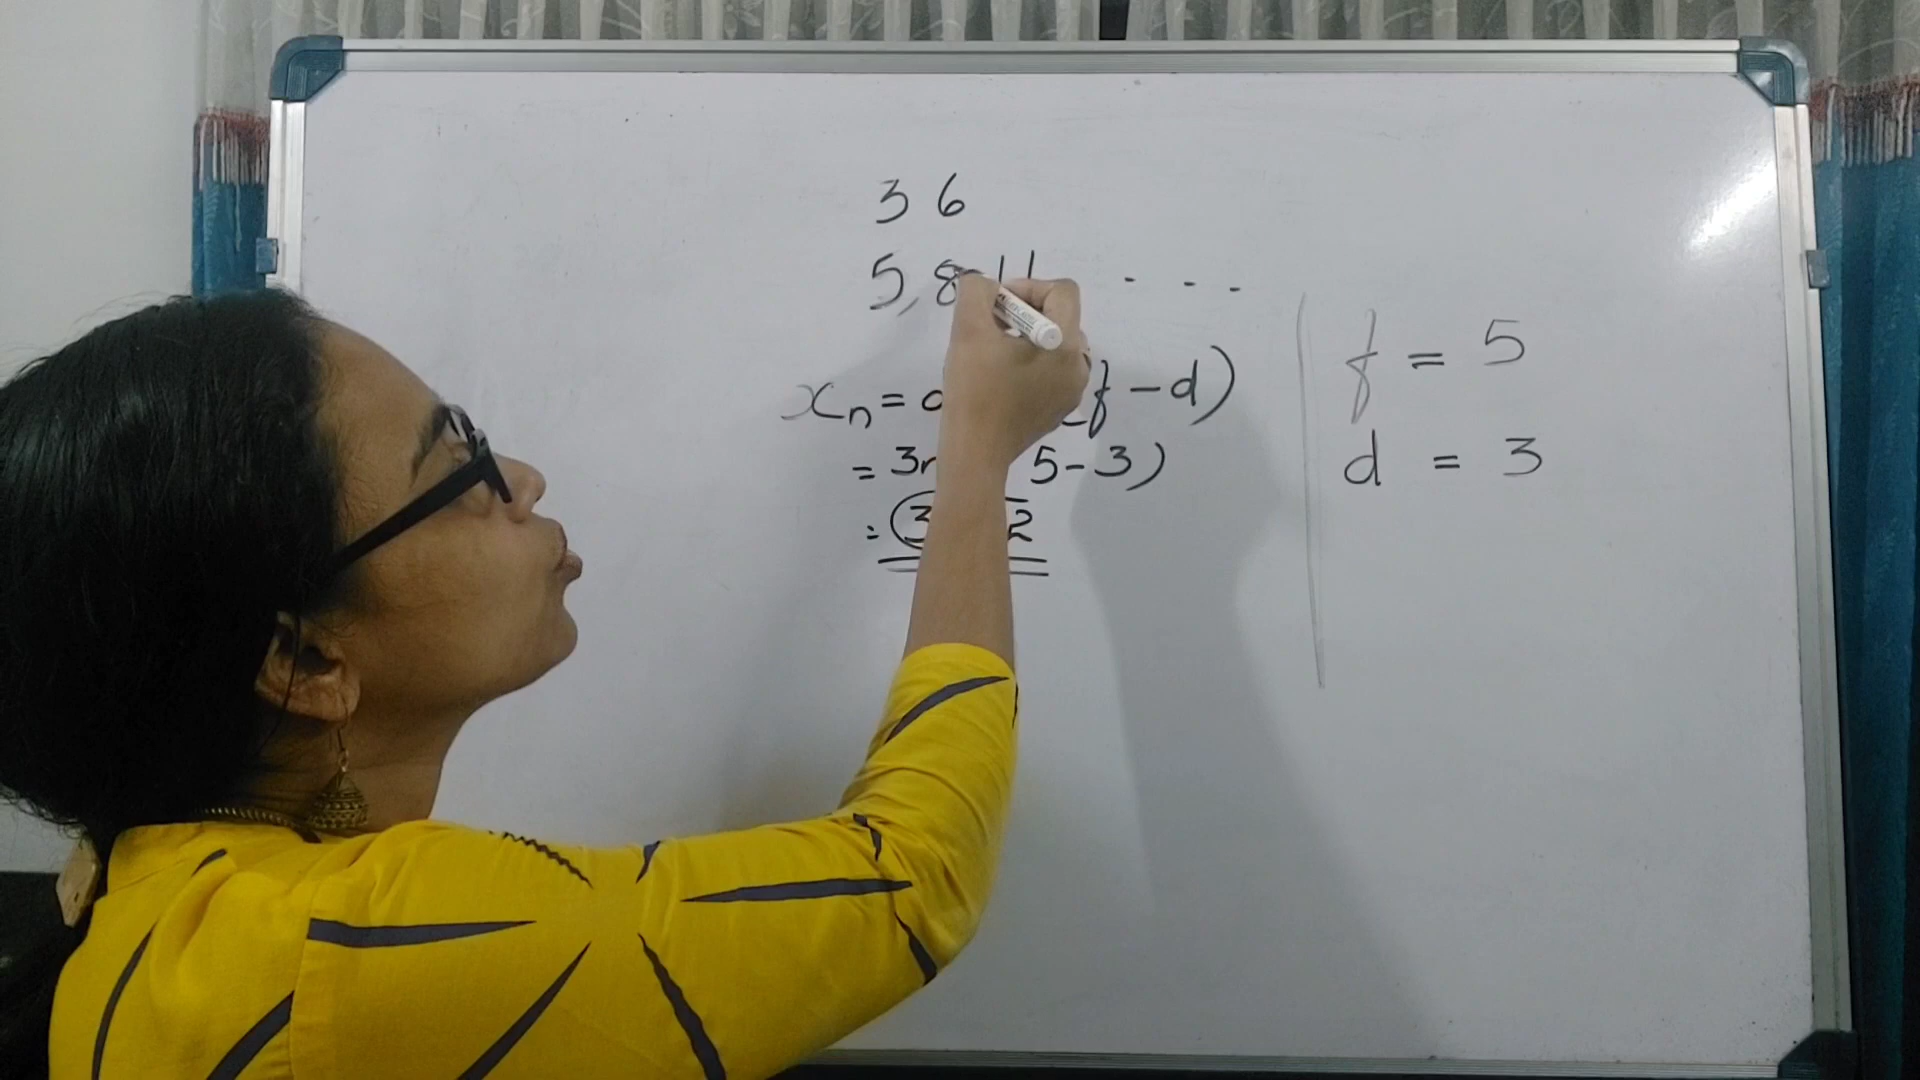 3 6
5, 8 11 - - -
xn = (f - d)
= 3n 5 - 3)
= 3 2
f = 5
d = 3